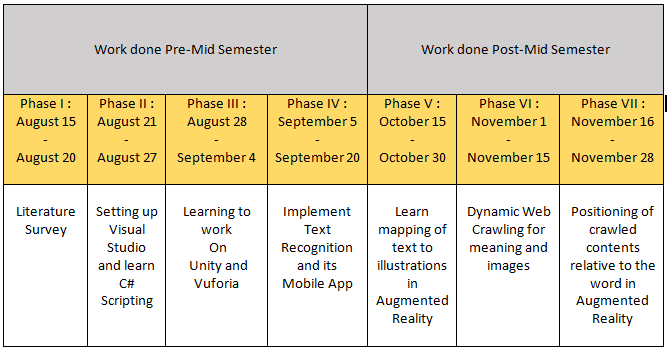 Work done Pre-Mid Semester
Work done Post-Mid Semester
Phase I :
August 15
-
August 20
Phase II :
August 21
-
August 27
Phase III :
August 28
-
September 4
Phase IV :
September 5
-
September 20
Phase V :
October 15
-
October 30
Phase VI :
November 1
-
November 15
Phase VII :
November 16
-
November 28
Literature
Survey
Setting up
Visual
Studio
and learn
C#
Scripting
Learning to
work
On
Unity and
Vuforia
Implement
Text
Recognition
and its
Mobile App
Learn
mapping of
text to
illustrations
in
Augmented
Reality
Dynamic Web
Crawling for
meaning and
images
Positioning of
crawled
contents
relative to the
word in
Augmented
Reality